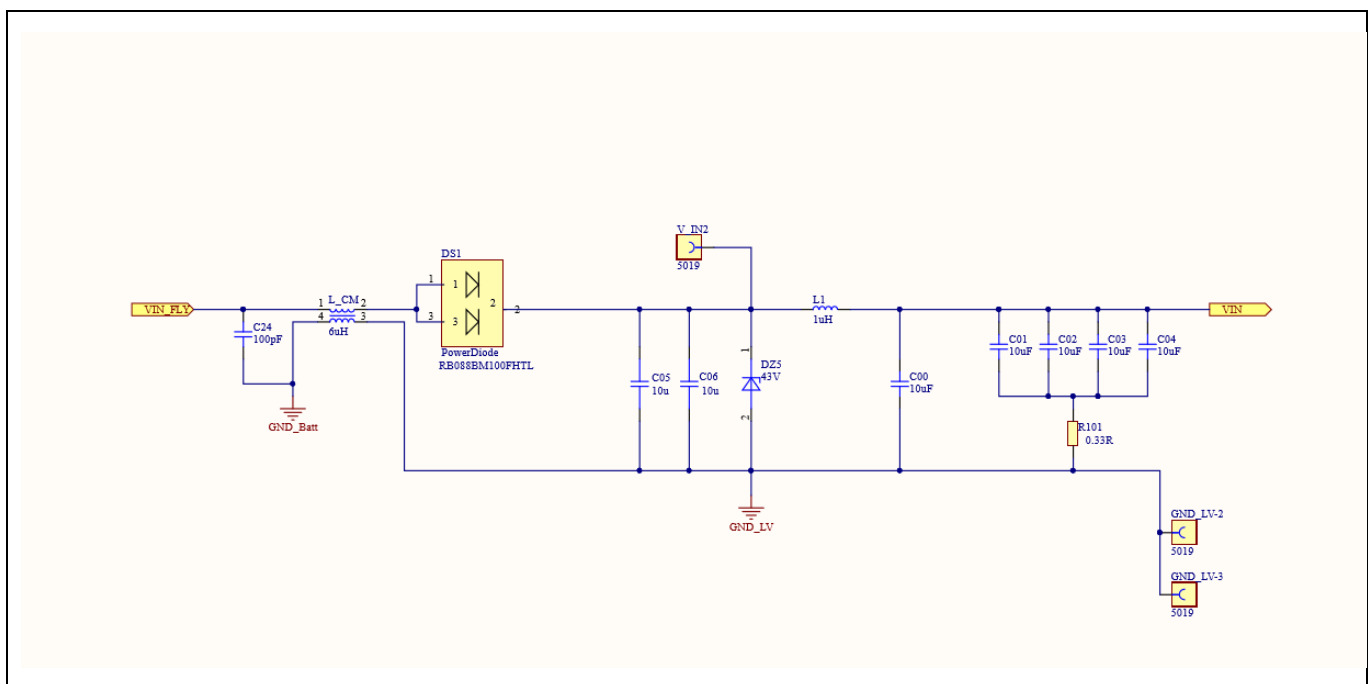 V_IN2
5019
DS1
1
1
2
2
3
3
PowerDiode
RB088BM100FHTL
VIN_FLY
C24
100pF
1
L_CM
2
4
3
6uH
GND_Batt
C05
10u
C06
10u
1
DZ5
43V
2
GND_LV
L1
1uH
C00
10uF
C01
10uF
C02
10uF
C03
10uF
C04
10uF
R101
0.33R
VIN
GND_LV-2
5019
GND_LV-3
5019